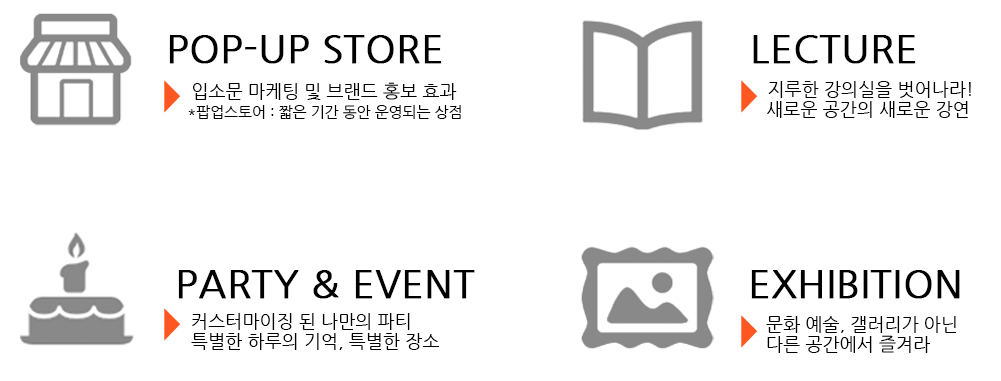 POP-UP STORE
입소문 마케팅 및 브랜드 홍보 효과
*팝업스토어 : 짧은 기간 동안 운영되는 상점
LECTURE
지루한 강의실을 벗어나라!
새로운 공간의 새로운 강연
PARTY & EVENT
커스터마이징 된 나만의 파티
특별한 하루의 기억, 특별한 장소
EXHIBITION
문화 예술, 갤러리가 아닌
다른 공간에서 즐겨라